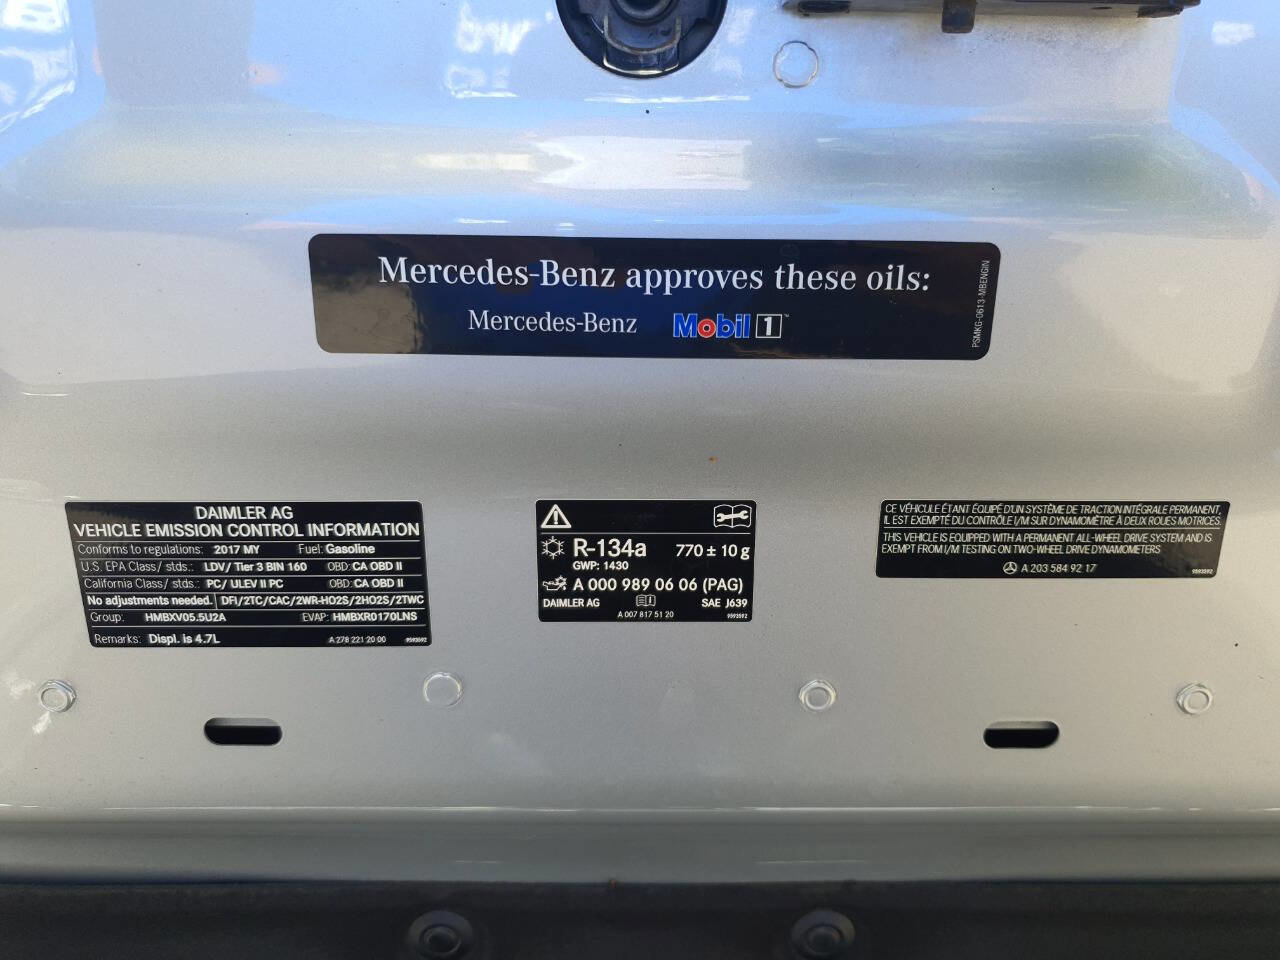 Mercedes-Benz approves these oils:
Mercedes-Benz Mobil 1™
PSMKG-0613-MBENGIN
DAIMLER AG
VEHICLE EMISSION CONTROL INFORMATION
Conforms to regulations: 2017 MY Fuel: Gasoline
U.S. EPA Class/ stds.: LDV/ Tier 3 BIN 160 OBD: CA OBD II
California Class/ stds.: PC/ ULEV II PC OBD: CA OBD II
No adjustments needed. DFI/2TC/CAC/2WR-HO2S/2HO2S/2TWC
Group: HMBXV05.5U2A EVAP: HMBXR0170LNS
Remarks: Displ. is 4.7L A 278 221 20 00 9593592
R-134a 770 ± 10 g
GWP: 1430
A 000 989 06 06 (PAG)
DAIMLER AG SAE J639
A 007 817 51 20 9593592
CE VÉHICULE ÉTANT ÉQUIPÉ D'UN SYSTÈME DE TRACTION INTÉGRALE PERMANENT,
IL EST EXEMPTÉ DU CONTRÔLE I/M SUR DYNAMOMÈTRE À DEUX ROUES MOTRICES.
THIS VEHICLE IS EQUIPPED WITH A PERMANENT ALL-WHEEL DRIVE SYSTEM AND IS
EXEMPT FROM I/M TESTING ON TWO-WHEEL DRIVE DYNAMOMETERS
A 203 584 92 17 9593592